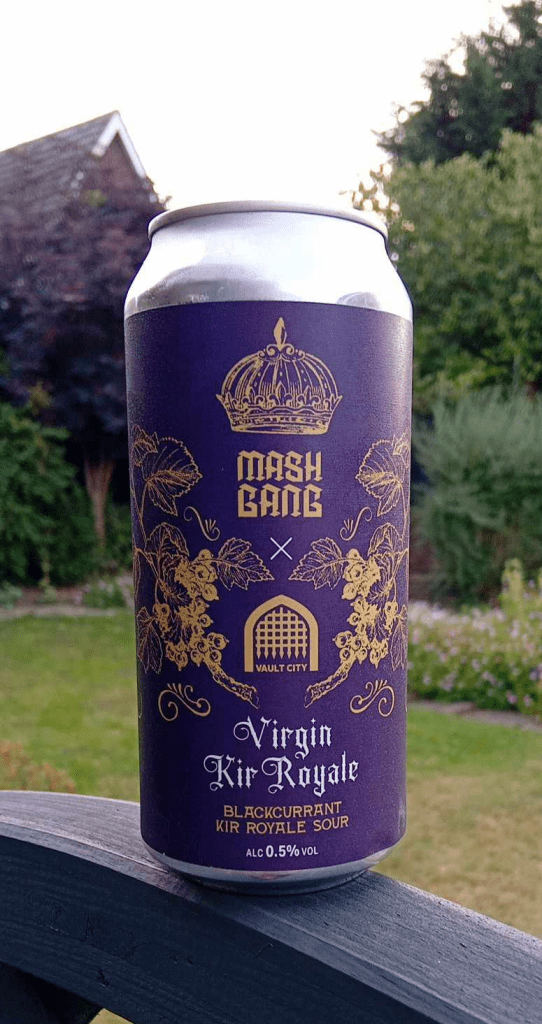 MASH
GANG
×
VAULT CITY
Virgin
Kir Royale
BLACKCURRANT
KIR ROYALE SOUR
ALC 0.5% VOL